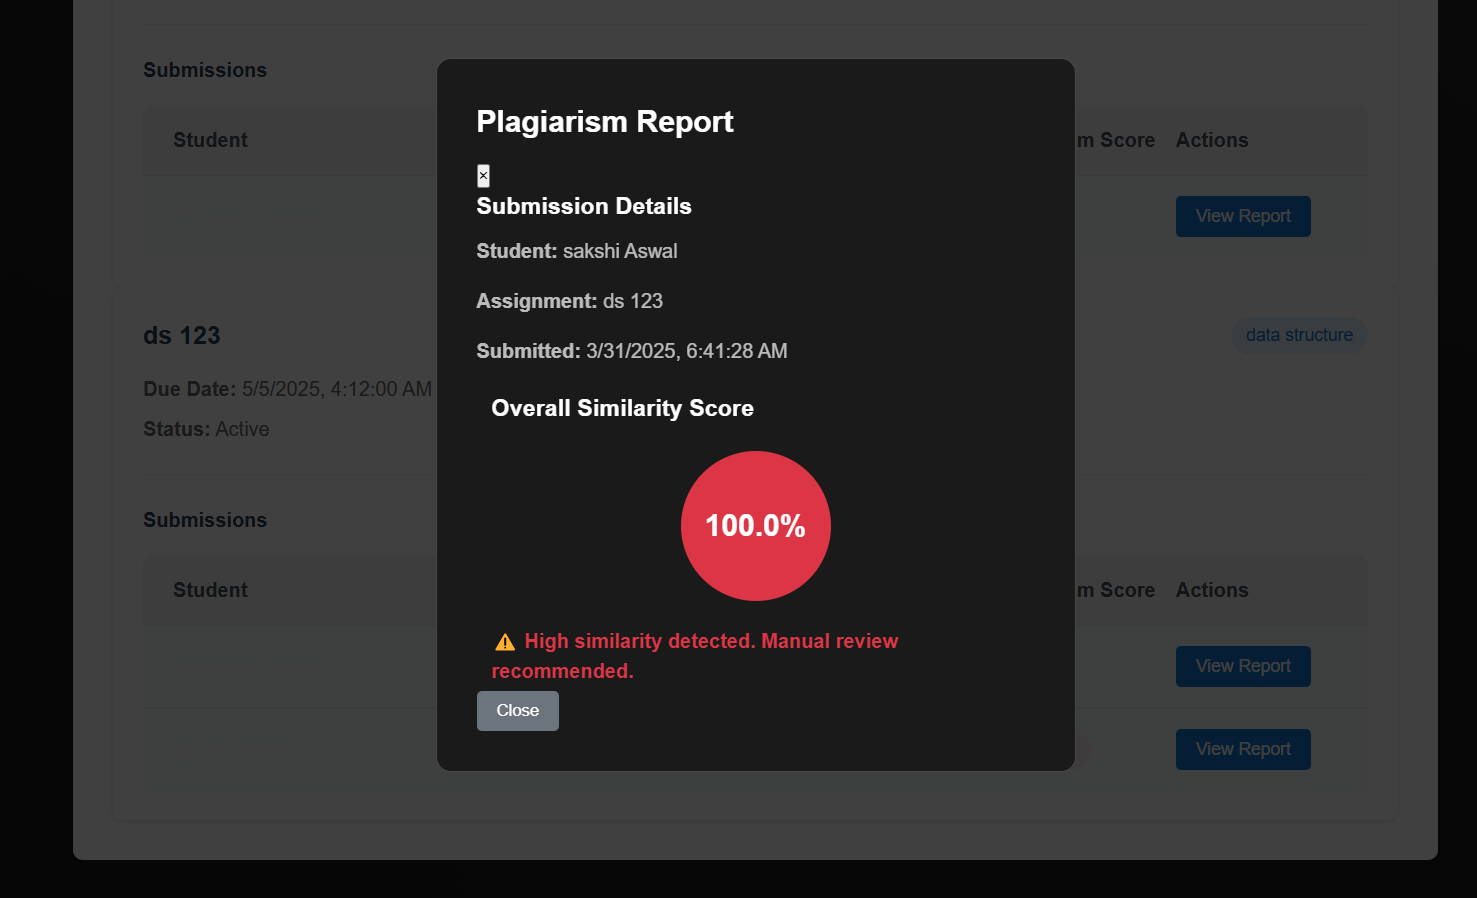 Submissions
Student
m Score
Actions
View Report
ds 123
data structure
Due Date: 5/5/2025, 4:12:00 AM
Status: Active
Submissions
Student
m Score
Actions
View Report
View Report
Plagiarism Report
×
Submission Details
Student: sakshi Aswal
Assignment: ds 123
Submitted: 3/31/2025, 6:41:28 AM
Overall Similarity Score
100.0%
⚠ High similarity detected. Manual review
recommended.
Close